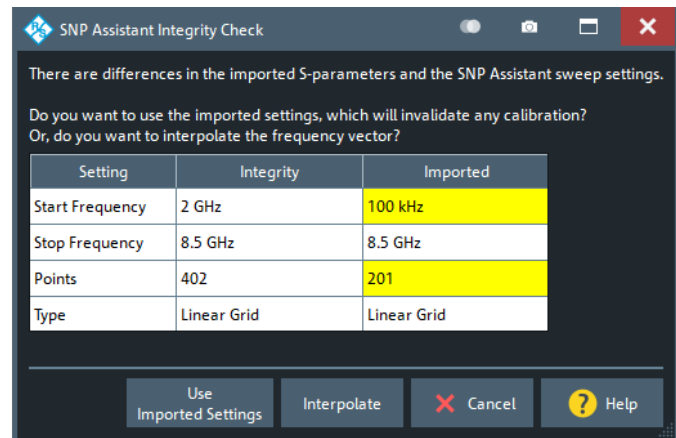 SNP Assistant Integrity Check
There are differences in the imported S-parameters and the SNP Assistant sweep settings.
Do you want to use the imported settings, which will invalidate any calibration?
Or, do you want to interpolate the frequency vector?
Setting Integrity Imported
Start Frequency 2 GHz 100 kHz
Stop Frequency 8.5 GHz 8.5 GHz
Points 402 201
Type Linear Grid Linear Grid
Use
Imported Settings
Interpolate
Cancel
? Help